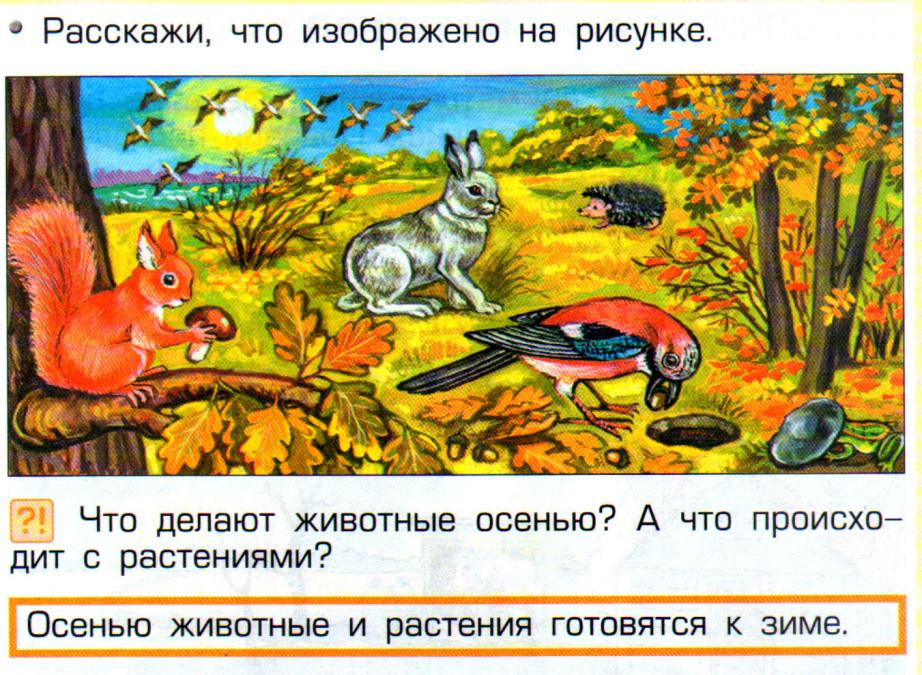 • Расскажи, что изображено на рисунке.
?! Что делают животные осенью? А что происхо–
дит с растениями?
Осенью животные и растения готовятся к зиме.